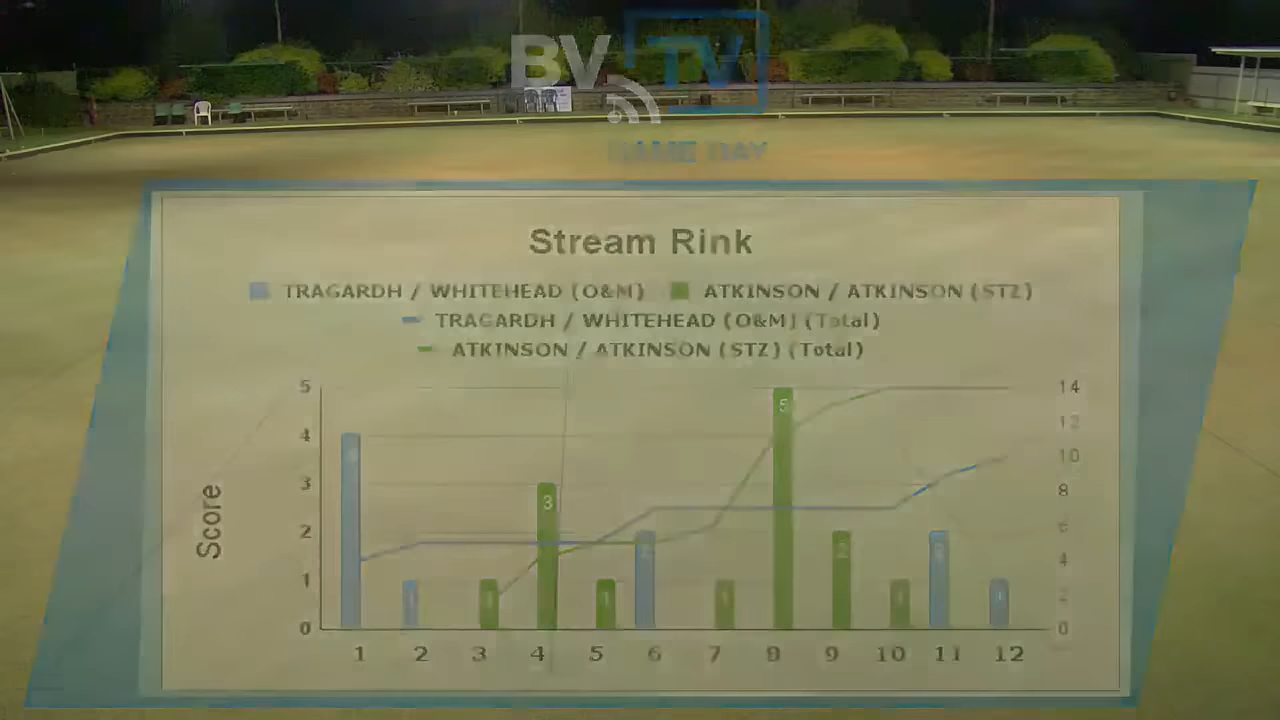 BV TV
GAME DAY
Stream Rink
TRAGARDH / WHITEHEAD (O&M) ATKINSON / ATKINSON (STZ)
TRAGARDH / WHITEHEAD (O&M) (Total)
ATKINSON / ATKINSON (STZ) (Total)
5 14
4 12
3 10
2 8
1 6
0 4
2
0
Score
4 1 1 3 1 2 1 5 2 1 2 1
1 2 3 4 5 6 7 8 9 10 11 12